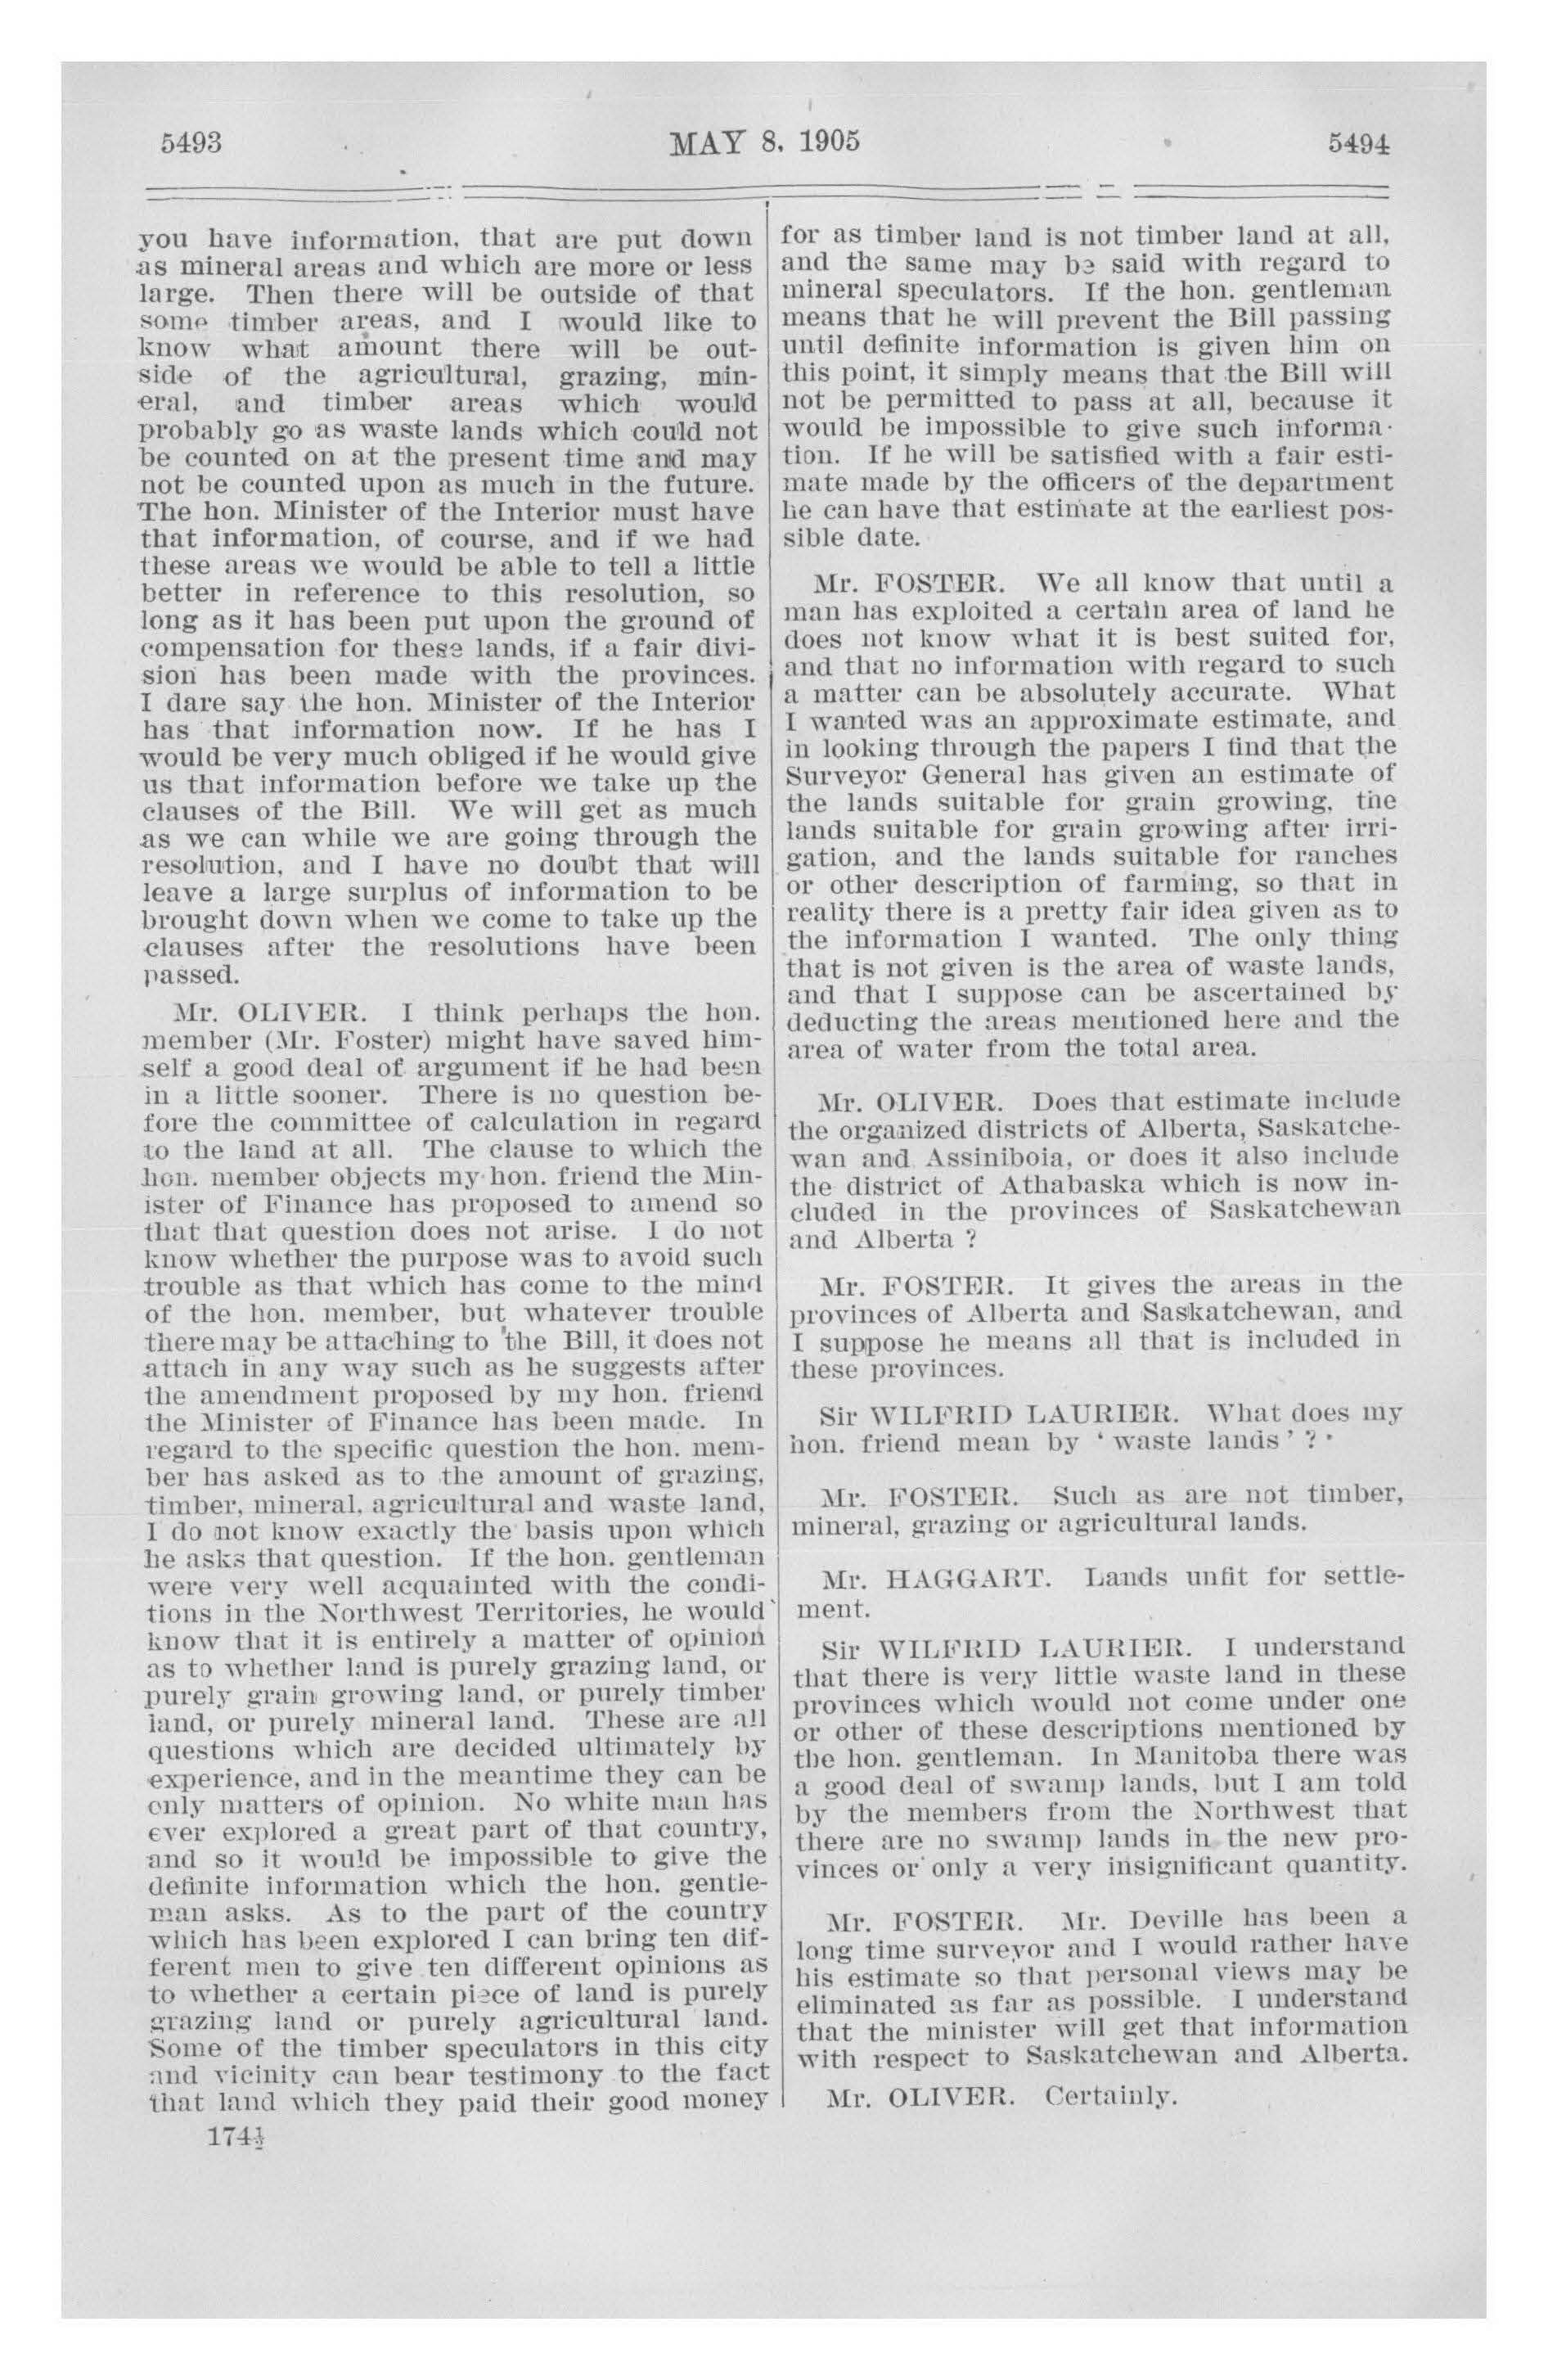 5493 MAY 8, 1905 5494
you have information, that are put down
as mineral areas and which are more or less
large. Then there will be outside of that
some timber areas, and I would like to
know what amount there will be out-
side of the agricultural, grazing, min-
eral, and timber areas which would
probably go as waste lands which could not
be counted on at the present time and may
not be counted upon as much in the future.
The hon. Minister of the Interior must have
that information, of course, and if we had
these areas we would be able to tell a little
better in reference to this resolution, so
long as it has been put upon the ground of
compensation for these lands, if a fair divi-
sion has been made with the provinces.
I dare say the hon. Minister of the Interior
has that information now. If he has I
would be very much obliged if he would give
us that information before we take up the
clauses of the Bill. We will get as much
as we can while we are going through the
resolution, and I have no doubt that will
leave a large surplus of information to be
brought down when we come to take up the
clauses after the resolutions have been
passed.
Mr. OLIVER. I think perhaps the hon.
member (Mr. Foster) might have saved him-
self a good deal of argument if he had been
in a little sooner. There is no question be-
fore the committee of calculation in regard
to the land at all. The clause to which the
hon. member objects my hon. friend the Min-
ister of Finance has proposed to amend so
that that question does not arise. I do not
know whether the purpose was to avoid such
trouble as that which has come to the mind
of the hon. member, but whatever trouble
there may be attaching to the Bill, it does not
attach in any way such as he suggests after
the amendment proposed by my hon. friend
the Minister of Finance has been made. In
regard to the specific question the hon. mem-
ber has asked as to the amount of grazing,
timber, mineral, agricultural and waste land,
I do not know exactly the basis upon which
he asks that question. If the hon. gentleman
were very well acquainted with the condi-
tions in the Northwest Territories, he would
know that it is entirely a matter of opinion
as to whether land is purely grazing land, or
purely grain growing land, or purely timber
land, or purely mineral land. These are all
questions which are decided ultimately by
experience, and in the meantime they can be
only matters of opinion. No white man has
ever explored a great part of that country,
and so it would be impossible to give the
definite information which the hon. gentle-
man asks. As to the part of the country
which has been explored I can bring ten dif-
ferent men to give ten different opinions as
to whether a certain piece of land is purely
grazing land or purely agricultural land.
Some of the timber speculators in this city
and vicinity can bear testimony to the fact
that land which they paid their good money
174½
for as timber land is not timber land at all,
and the same may be said with regard to
mineral speculators. If the hon. gentleman
means that he will prevent the Bill passing
until definite information is given him on
this point, it simply means that the Bill will
not be permitted to pass at all, because it
would be impossible to give such informa-
tion. If he will be satisfied with a fair esti-
mate made by the officers of the department
he can have that estimate at the earliest pos-
sible date.
Mr. FOSTER. We all know that until a
man has exploited a certain area of land he
does not know what it is best suited for,
and that no information with regard to such
a matter can be absolutely accurate. What
I wanted was an approximate estimate, and
in looking through the papers I find that the
Surveyor General has given an estimate of
the lands suitable for grain growing, the
lands suitable for grain growing after irri-
gation, and the lands suitable for ranches
or other description of farming, so that in
reality there is a pretty fair idea given as to
the information I wanted. The only thing
that is not given is the area of waste lands,
and that I suppose can be ascertained by
deducting the areas mentioned here and the
area of water from the total area.
Mr. OLIVER. Does that estimate include
the organized districts of Alberta, Saskatche-
wan and Assiniboia, or does it also include
the district of Athabaska which is now in-
cluded in the provinces of Saskatchewan
and Alberta ?
Mr. FOSTER. It gives the areas in the
provinces of Alberta and Saskatchewan, and
I suppose he means all that is included in
these provinces.
Sir WILFRID LAURIER. What does my
hon. friend mean by ' waste lands ' ?
Mr. FOSTER. Such as are not timber,
mineral, grazing or agricultural lands.
Mr. HAGGART. Lands unfit for settle-
ment.
Sir WILFRID LAURIER. I understand
that there is very little waste land in these
provinces which would not come under one
or other of these descriptions mentioned by
the hon. gentleman. In Manitoba there was
a good deal of swamp lands, but I am told
by the members from the Northwest that
there are no swamp lands in the new pro-
vinces or only a very insignificant quantity.
Mr. FOSTER. Mr. Deville has been a
long time surveyor and I would rather have
his estimate so that personal views may be
eliminated as far as possible. I understand
that the minister will get that information
with respect to Saskatchewan and Alberta.
Mr. OLIVER. Certainly.